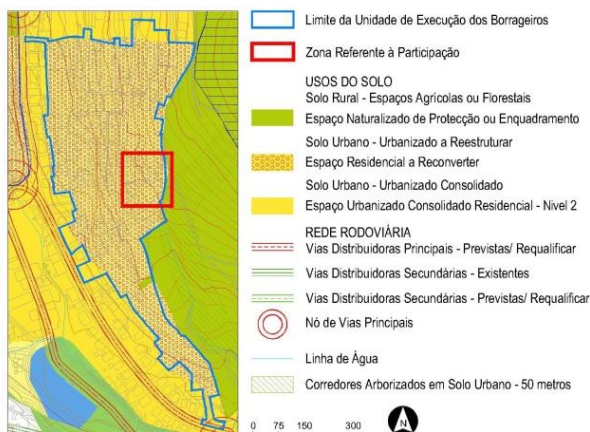 Limite da Unidade de Execução dos Borrageiros
Zona Referente à Participação
USOS DO SOLO
Solo Rural - Espaços Agrícolas ou Florestais
Espaço Naturalizado de Protecção ou Enquadramento
Solo Urbano - Urbanizado a Reestruturar
Espaço Residencial a Reconverter
Solo Urbano - Urbanizado Consolidado
Espaço Urbanizado Consolidado Residencial - Nivel 2
REDE RODOVIÁRIA
Vias Distribuidoras Principais - Previstas/ Requalificar
Vias Distribuidoras Secundárias - Existentes
Vias Distribuidoras Secundárias - Previstas/ Requalificar
Nó de Vias Principais
Linha de Água
Corredores Arborizados em Solo Urbano - 50 metros
0 75 150 300 N